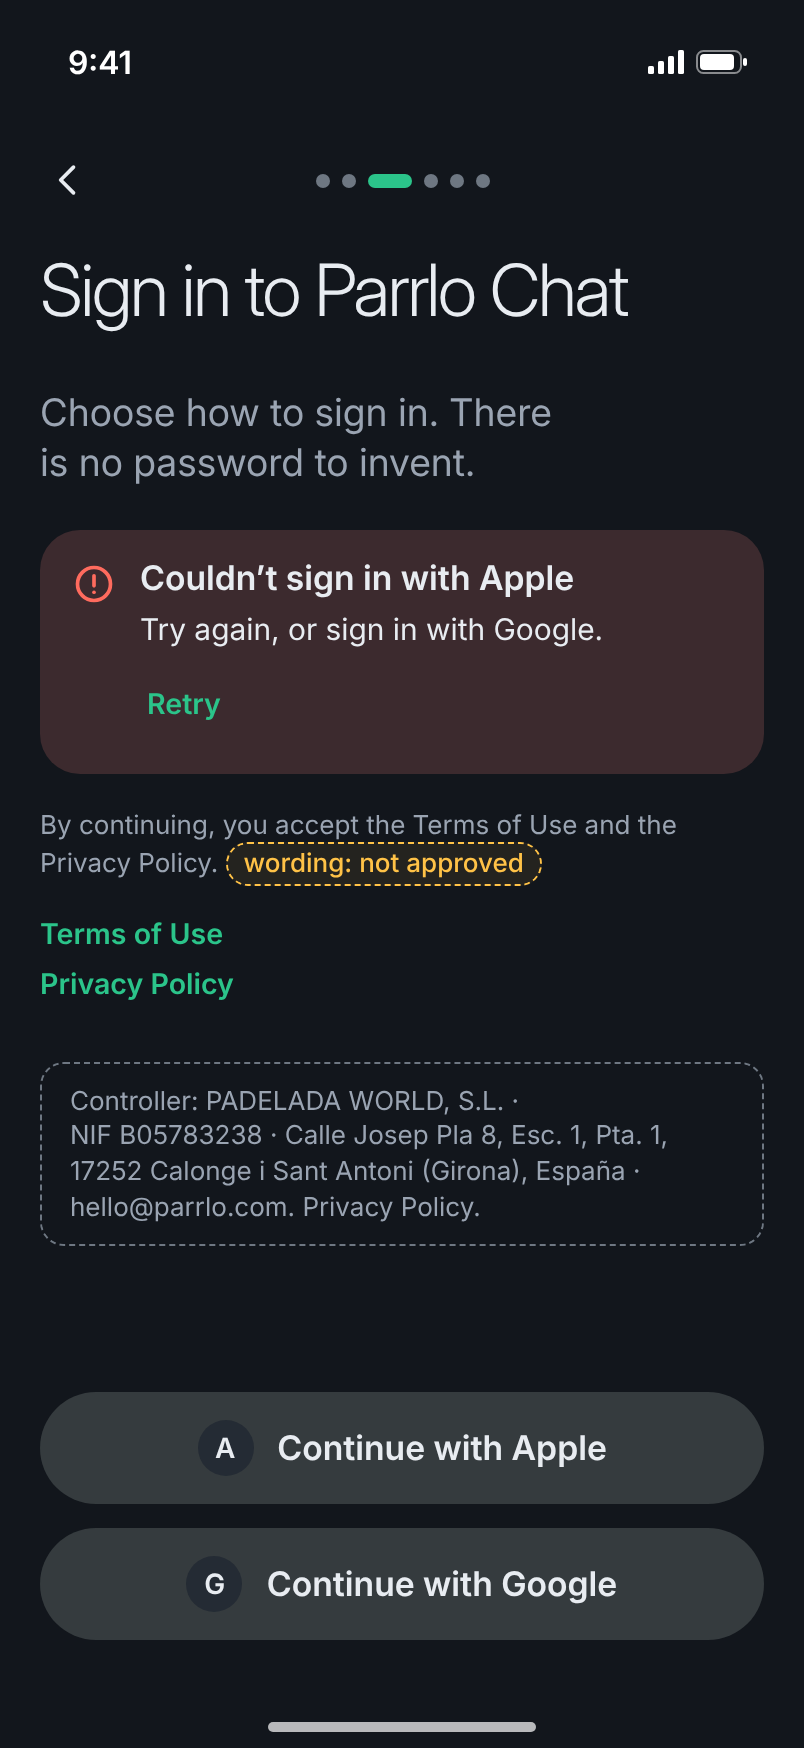 9:41
Sign in to Parrlo Chat
Choose how to sign in. There
is no password to invent.
Couldn’t sign in with Apple
Try again, or sign in with Google.
Retry
By continuing, you accept the Terms of Use and the
Privacy Policy. wording: not approved
Terms of Use
Privacy Policy
Controller: PADELADA WORLD, S.L. ·
NIF B05783238 · Calle Josep Pla 8, Esc. 1, Pta. 1,
17252 Calonge i Sant Antoni (Girona), España ·
hello@parrlo.com. Privacy Policy.
A Continue with Apple
G Continue with Google